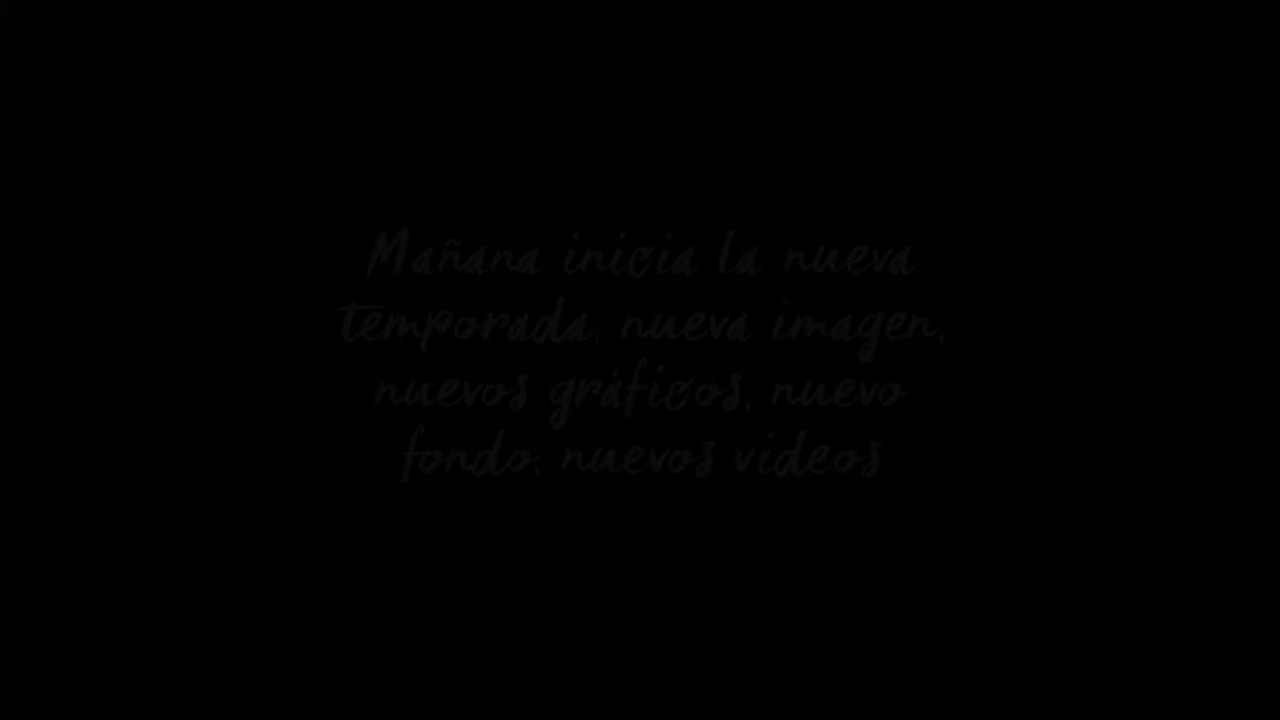 Mañana inicia la nueva
temporada, nueva imagen,
nuevos gráficos, nuevo
fondo, nuevos videos